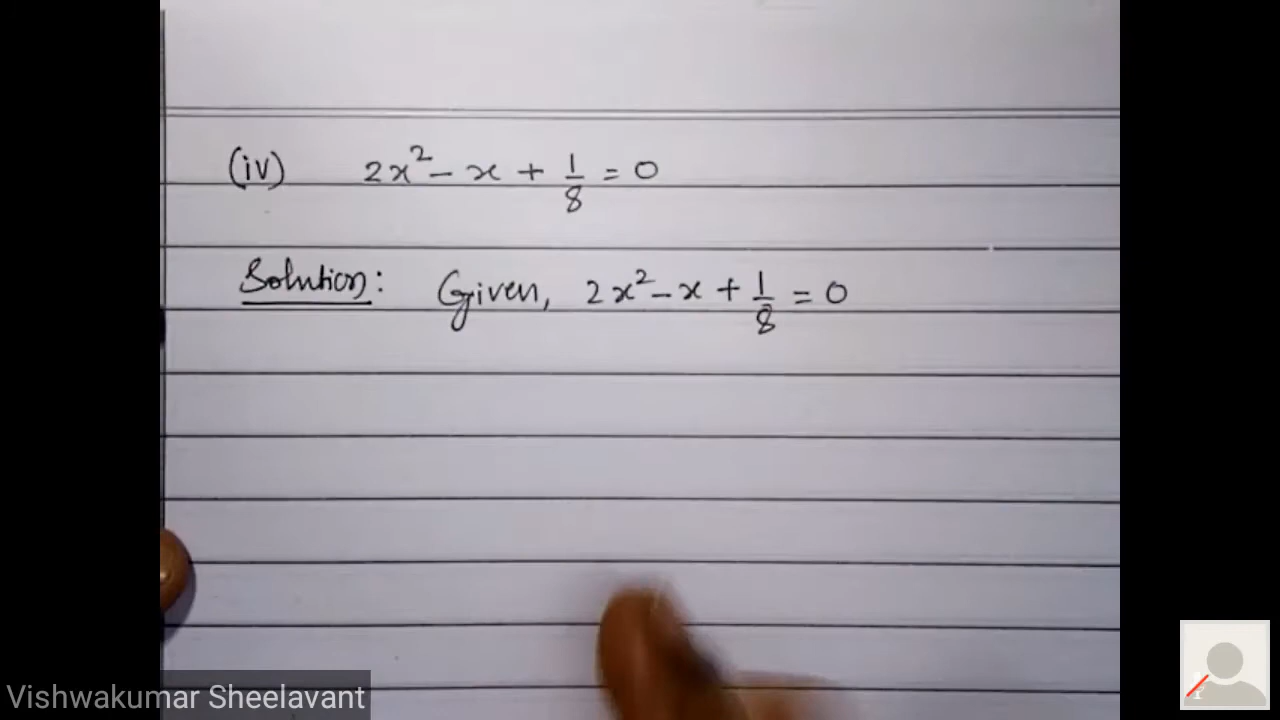 (iv) 2x² - x + 1/8 = 0
Solution: Given, 2x² - x + 1/8 = 0
Vishwakumar Sheelavant